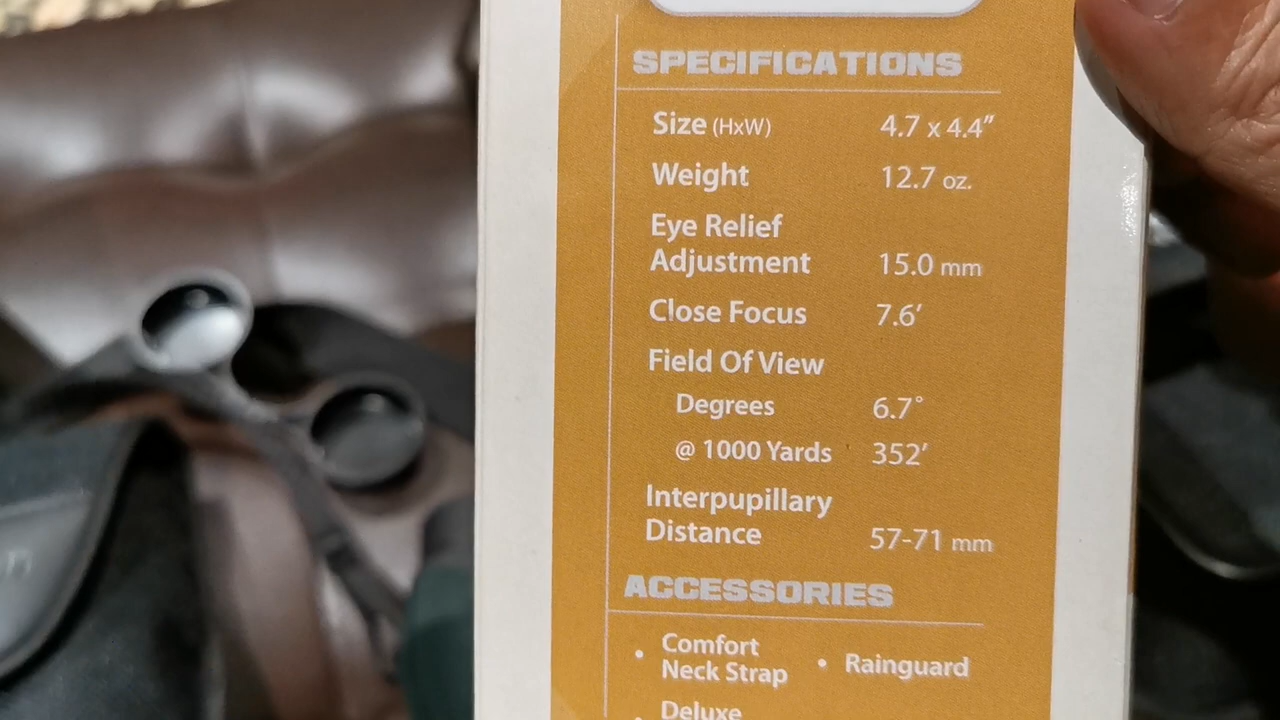 SPECIFICATIONS
Size (HxW) 4.7 x 4.4”
Weight 12.7 oz.
Eye Relief
Adjustment 15.0 mm
Close Focus 7.6’
Field Of View
Degrees 6.7°
@ 1000 Yards 352’
Interpupillary
Distance 57-71 mm
ACCESSORIES
• Comfort
Neck Strap • Rainguard
• Deluxe